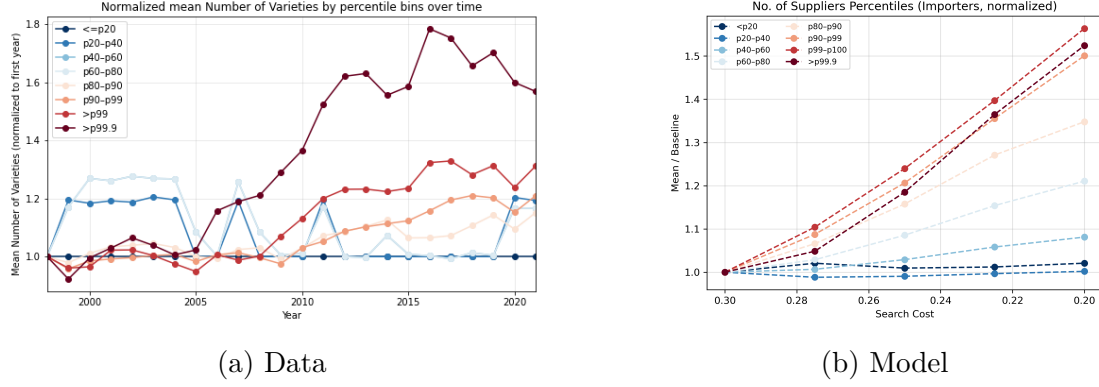 Normalized mean Number of Varieties by percentile bins over time
Mean Number of Varieties (normalized to first year)
1.8
1.6
1.4
1.2
1.0
<=p20
p20–p40
p40–p60
p60–p80
p80–p90
p90–p99
>p99
>p99.9
2000 2005 2010 2015 2020
Year
(a) Data
No. of Suppliers Percentiles (Importers, normalized)
Mean / Baseline
1.5
1.4
1.3
1.2
1.1
1.0
<p20
p20–p40
p40–p60
p60–p80
p80–p90
p90–p99
p99–p100
>p99.9
0.30 0.28 0.26 0.24 0.22 0.20
Search Cost
(b) Model